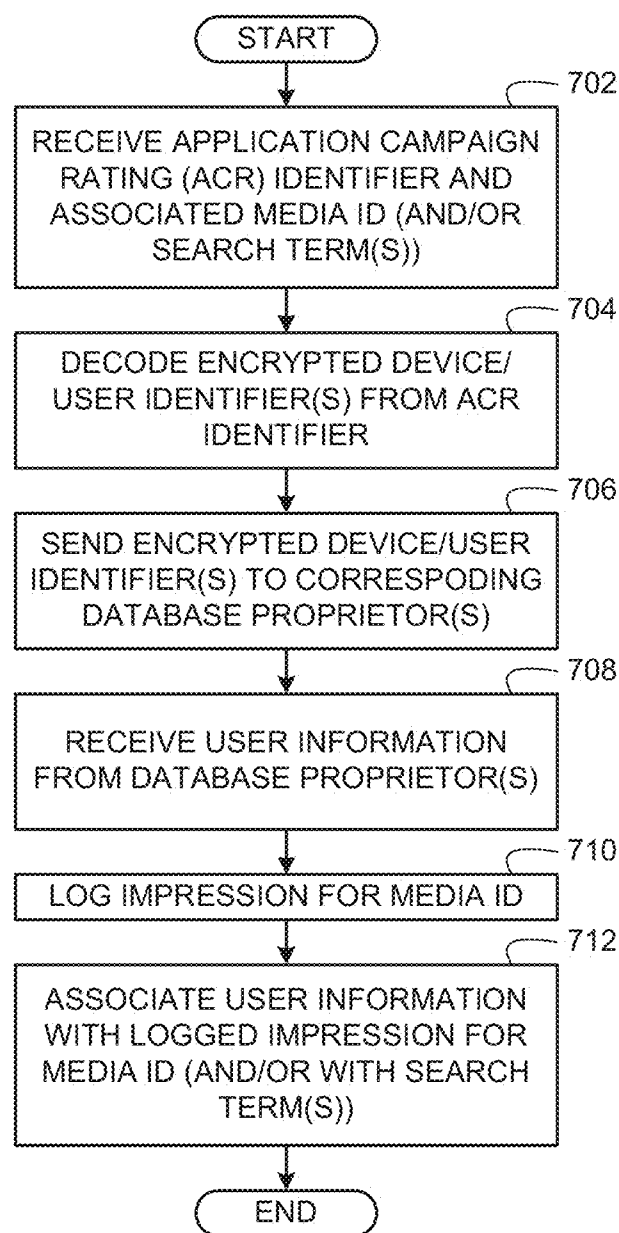 START
702
RECEIVE APPLICATION CAMPAIGN
RATING (ACR) IDENTIFIER AND
ASSOCIATED MEDIA ID (AND/OR
SEARCH TERM(S))
704
DECODE ENCRYPTED DEVICE/
USER IDENTIFIER(S) FROM ACR
IDENTIFIER
706
SEND ENCRYPTED DEVICE/USER
IDENTIFIER(S) TO CORRESPODING
DATABASE PROPRIETOR(S)
708
RECEIVE USER INFORMATION
FROM DATABASE PROPRIETOR(S)
710
LOG IMPRESSION FOR MEDIA ID
712
ASSOCIATE USER INFORMATION
WITH LOGGED IMPRESSION FOR
MEDIA ID (AND/OR WITH SEARCH
TERM(S))
END